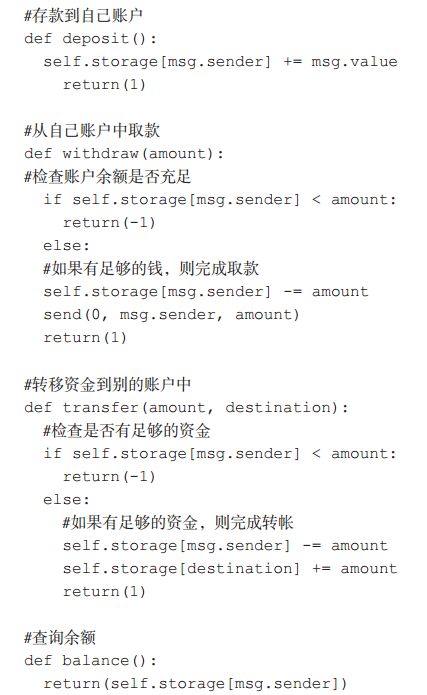 #存款到自己账户
def deposit():
  self.storage[msg.sender] += msg.value
    return(1)

#从自己账户中取款
def withdraw(amount):
#检查账户余额是否充足
  if self.storage[msg.sender] < amount:
    return(-1)
  else:
  #如果有足够的钱，则完成取款
  self.storage[msg.sender] -= amount
  send(0, msg.sender, amount)
  return(1)

#转移资金到别的账户中
def transfer(amount, destination):
  #检查是否有足够的资金
  if self.storage[msg.sender] < amount:
    return(-1)
  else:
    #如果有足够的资金，则完成转帐
    self.storage[msg.sender] -= amount
    self.storage[destination] += amount
    return(1)

#查询余额
def balance():
  return(self.storage[msg.sender])